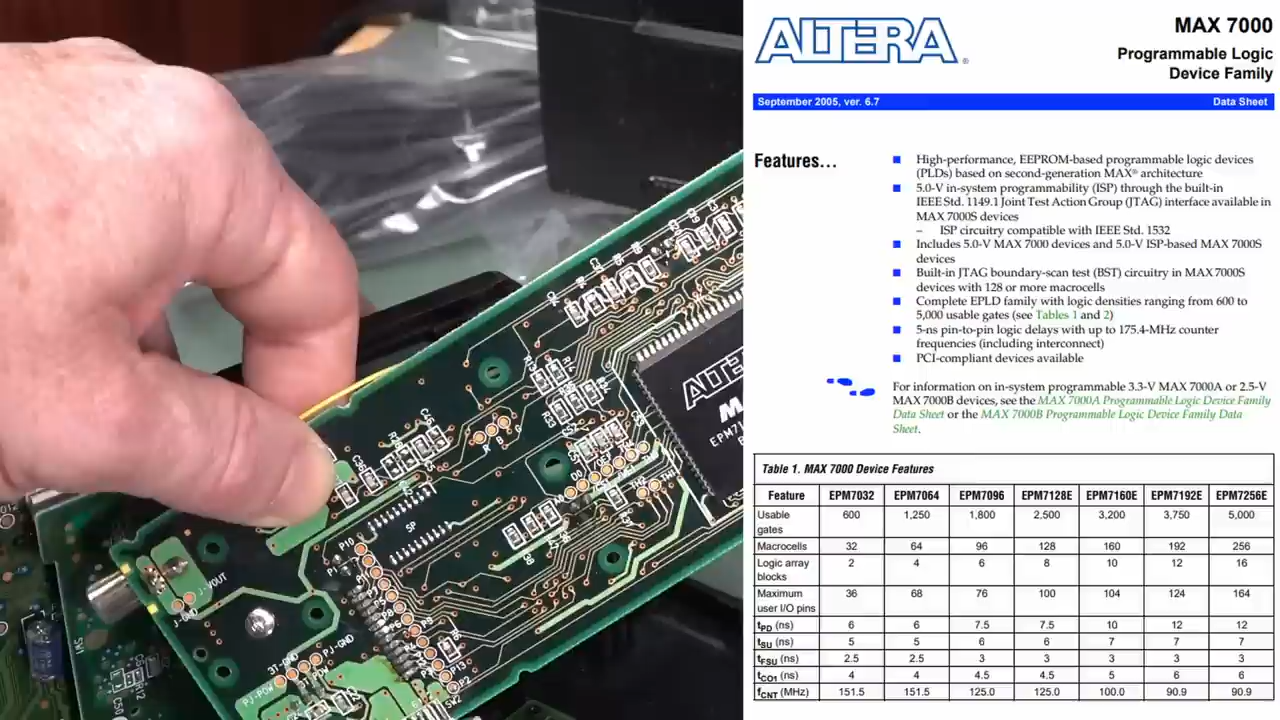 ALTERA
MAX 7000
Programmable Logic
Device Family
September 2005, ver. 6.7
Data Sheet
Features…
■ High-performance, EEPROM-based programmable logic devices
(PLDs) based on second-generation MAX® architecture
■ 5.0-V in-system programmability (ISP) through the built-in
IEEE Std. 1149.1 Joint Test Action Group (JTAG) interface available in
MAX 7000S devices
– ISP circuitry compatible with IEEE Std. 1532
■ Includes 5.0-V MAX 7000 devices and 5.0-V ISP-based MAX 7000S
devices
■ Built-in JTAG boundary-scan test (BST) circuitry in MAX 7000S
devices with 128 or more macrocells
■ Complete EPLD family with logic densities ranging from 600 to
5,000 usable gates (see Tables 1 and 2)
■ 5-ns pin-to-pin logic delays with up to 175.4-MHz counter
frequencies (including interconnect)
■ PCI-compliant devices available
For information on in-system programmable 3.3-V MAX 7000A or 2.5-V
MAX 7000B devices, see the MAX 7000A Programmable Logic Device Family
Data Sheet or the MAX 7000B Programmable Logic Device Family Data
Sheet.
Table 1. MAX 7000 Device Features
Feature EPM7032 EPM7064 EPM7096 EPM7128E EPM7160E EPM7192E EPM7256E
Usable gates 600 1,250 1,800 2,500 3,200 3,750 5,000
Macrocells 32 64 96 128 160 192 256
Logic array blocks 2 4 6 8 10 12 16
Maximum user I/O pins 36 68 76 100 104 124 164
tPD (ns) 6 6 7.5 7.5 10 12 12
tSU (ns) 5 5 6 6 7 7 7
tFSU (ns) 2.5 2.5 3 3 3 3 3
tCO1 (ns) 4 4 4.5 4.5 5 6 6
fCNT (MHz) 151.5 151.5 125.0 125.0 100.0 90.9 90.9
ALTERA
P10
SP
J-VOUT
PJ-GND
3T-GND
PJ-POW
SW2
SW1